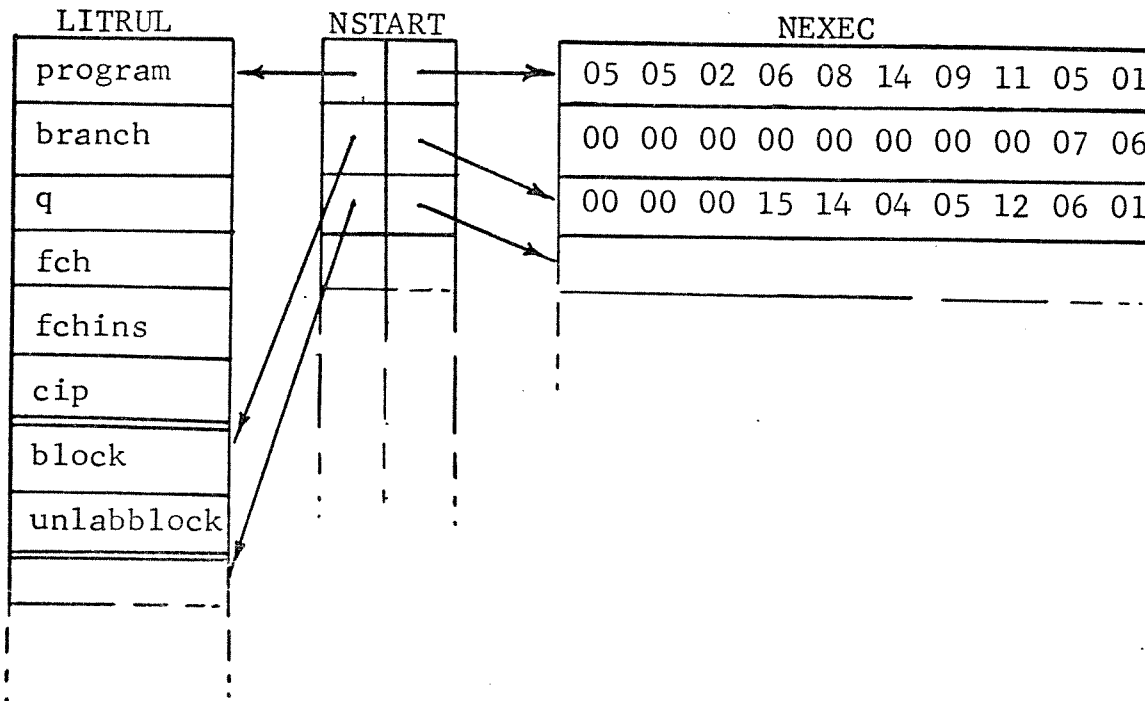 LITRUL
NSTART
NEXEC
program
branch
q
fch
fchins
cip
block
unlabblock
05 05 02 06 08 14 09 11 05 01
00 00 00 00 00 00 00 00 07 06
00 00 00 15 14 04 05 12 06 01